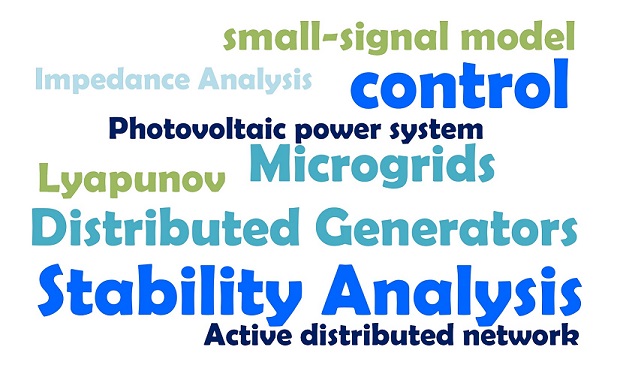 small-signal model
Impedance Analysis
control
Photovoltaic power system
Microgrids
Lyapunov
Distributed Generators
Stability Analysis
Active distributed network